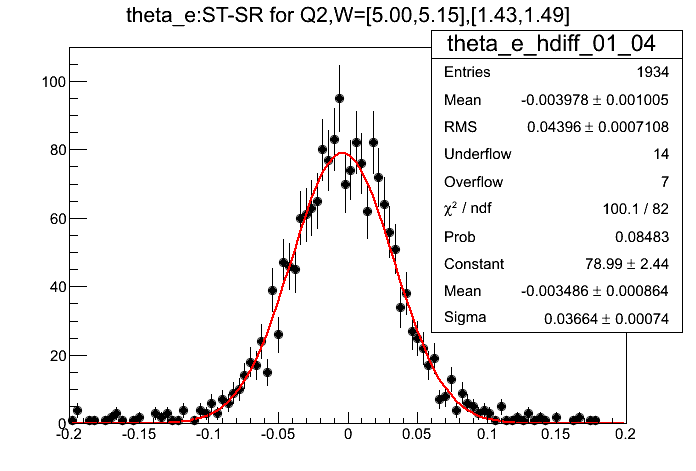 theta_e:ST-SR for Q2,W=[5.00,5.15],[1.43,1.49]
theta_e_hdiff_01_04
Entries 1934
Mean -0.003978 ± 0.001005
RMS 0.04396 ± 0.0007108
Underflow 14
Overflow 7
χ² / ndf 100.1 / 82
Prob 0.08483
Constant 78.99 ± 2.44
Mean -0.003486 ± 0.000864
Sigma 0.03664 ± 0.00074
100
80
60
40
20
0
-0.2 -0.15 -0.1 -0.05 0 0.05 0.1 0.15 0.2